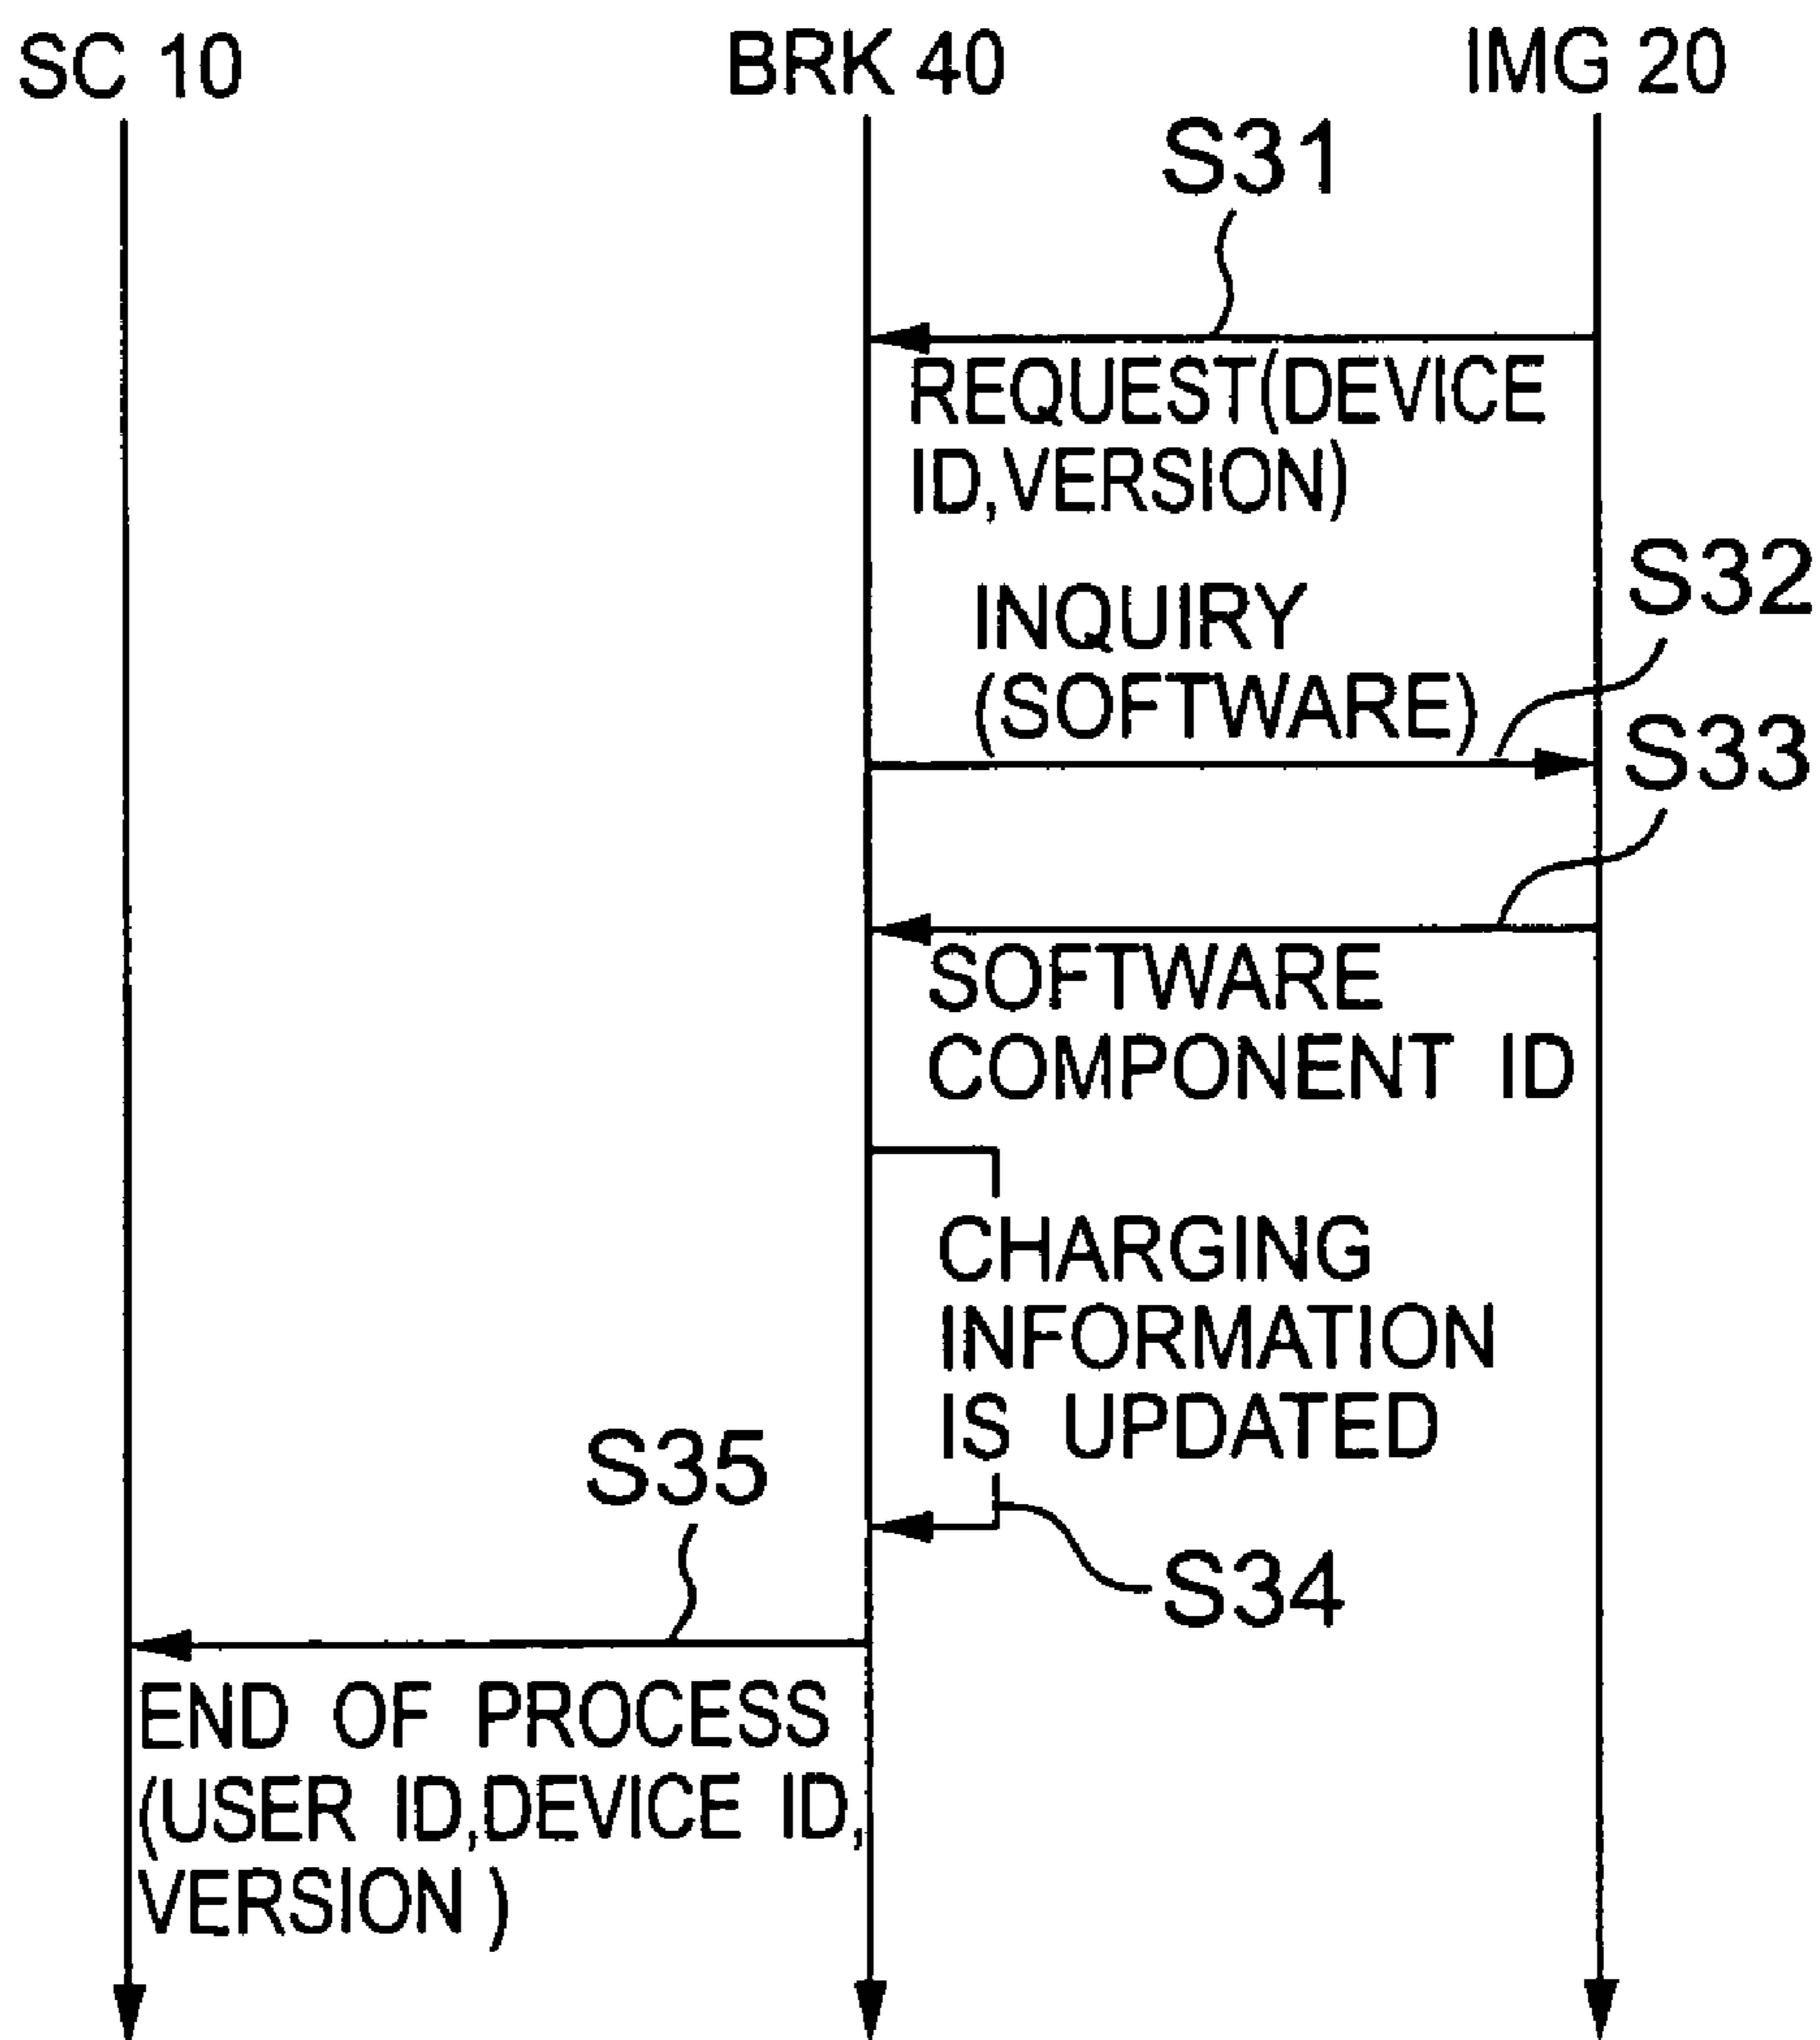 SC 10
BRK 40
IMG 20
S31
REQUEST(DEVICE
ID,VERSION)
INQUIRY
(SOFTWARE)
S32
S33
SOFTWARE
COMPONENT ID
CHARGING
INFORMATION
IS UPDATED
S34
S35
END OF PROCESS
(USER ID,DEVICE ID,
VERSION)